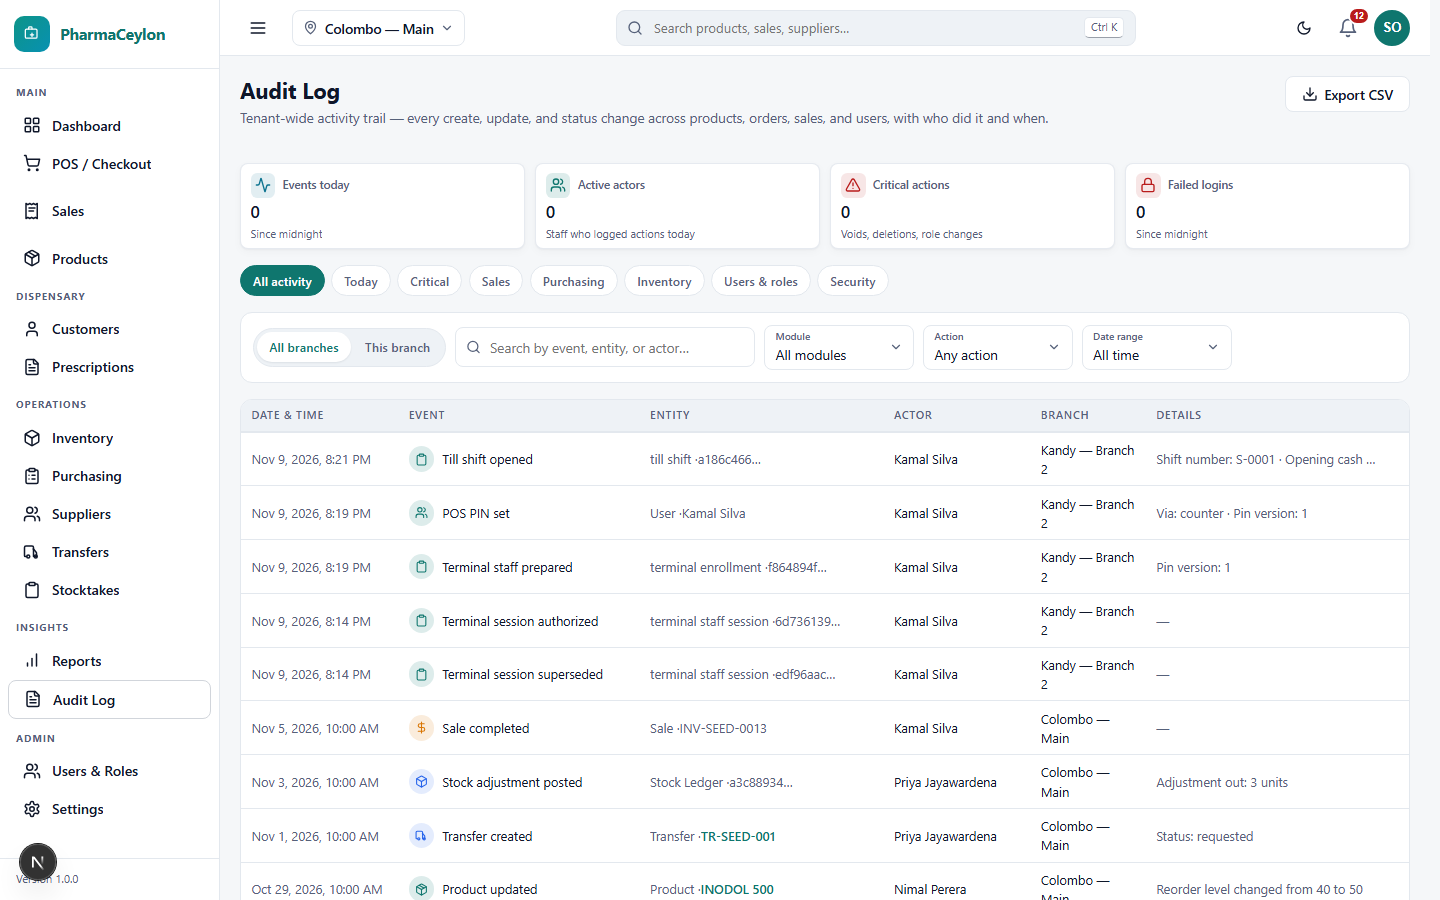 PharmaCeylon
Colombo — Main
Search products, sales, suppliers...
Ctrl K
12
SO
MAIN
Dashboard
POS / Checkout
Sales
Products
DISPENSARY
Customers
Prescriptions
OPERATIONS
Inventory
Purchasing
Suppliers
Transfers
Stocktakes
INSIGHTS
Reports
Audit Log
ADMIN
Users & Roles
Settings
N
Version 1.0.0
Audit Log
Tenant-wide activity trail — every create, update, and status change across products, orders, sales, and users, with who did it and when.
Export CSV
Events today
0
Since midnight
Active actors
0
Staff who logged actions today
Critical actions
0
Voids, deletions, role changes
Failed logins
0
Since midnight
All activity Today Critical Sales Purchasing Inventory Users & roles Security
All branches This branch
Search by event, entity, or actor...
Module
All modules
Action
Any action
Date range
All time
DATE & TIME EVENT ENTITY ACTOR BRANCH DETAILS
Nov 9, 2026, 8:21 PM Till shift opened till shift ·a186c466... Kamal Silva Kandy — Branch 2 Shift number: S-0001 · Opening cash ...
Nov 9, 2026, 8:19 PM POS PIN set User ·Kamal Silva Kamal Silva Kandy — Branch 2 Via: counter · Pin version: 1
Nov 9, 2026, 8:19 PM Terminal staff prepared terminal enrollment ·f864894f... Kamal Silva Kandy — Branch 2 Pin version: 1
Nov 9, 2026, 8:14 PM Terminal session authorized terminal staff session ·6d736139... Kamal Silva Kandy — Branch 2 —
Nov 9, 2026, 8:14 PM Terminal session superseded terminal staff session ·edf96aac... Kamal Silva Kandy — Branch 2 —
Nov 5, 2026, 10:00 AM Sale completed Sale ·INV-SEED-0013 Kamal Silva Colombo — Main —
Nov 3, 2026, 10:00 AM Stock adjustment posted Stock Ledger ·a3c88934... Priya Jayawardena Colombo — Main Adjustment out: 3 units
Nov 1, 2026, 10:00 AM Transfer created Transfer ·TR-SEED-001 Priya Jayawardena Colombo — Main Status: requested
Oct 29, 2026, 10:00 AM Product updated Product ·INODOL 500 Nimal Perera Colombo — Main Reorder level changed from 40 to 50